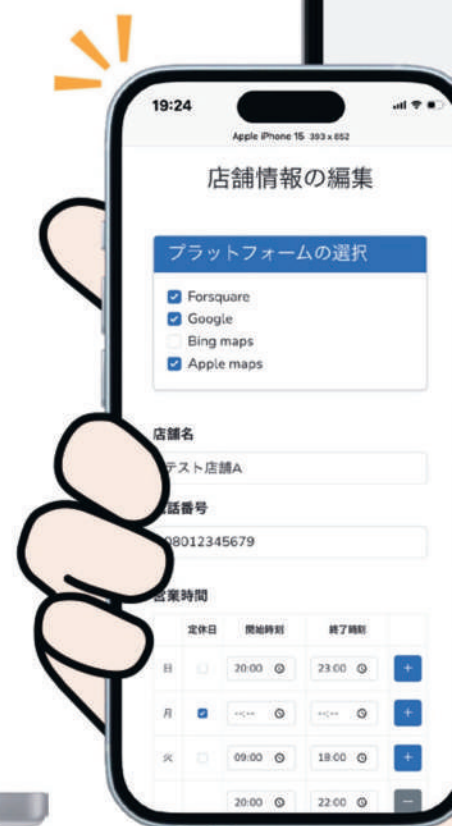 19:24
Apple iPhone 15 393 x 852
店舗情報の編集
プラットフォームの選択
Forsquare
Google
Bing maps
Apple maps
店舗名
テスト店舗A
話番号
08012345679
営業時間
定休日 開始時刻 終了時刻
日 20:00 23:00 +
月 --:-- --:-- +
火 09:00 18:00 +
20:00 22:00 −